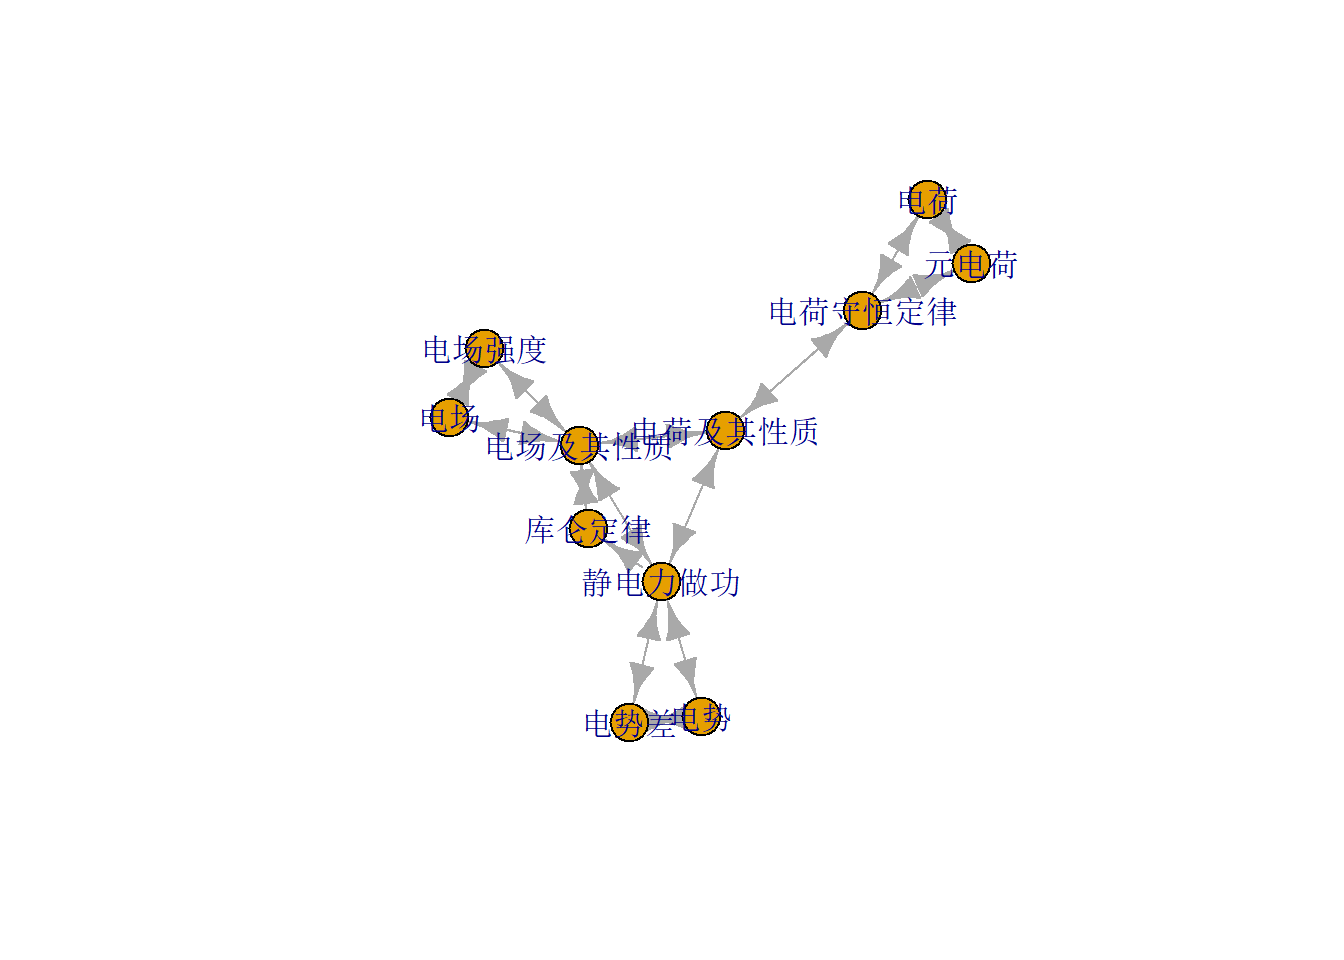 电荷
元电荷
电荷守恒定律
电场强度
电场
电荷及其性质
电场及其性质
库仑定律
静电力做功
电势差
电势